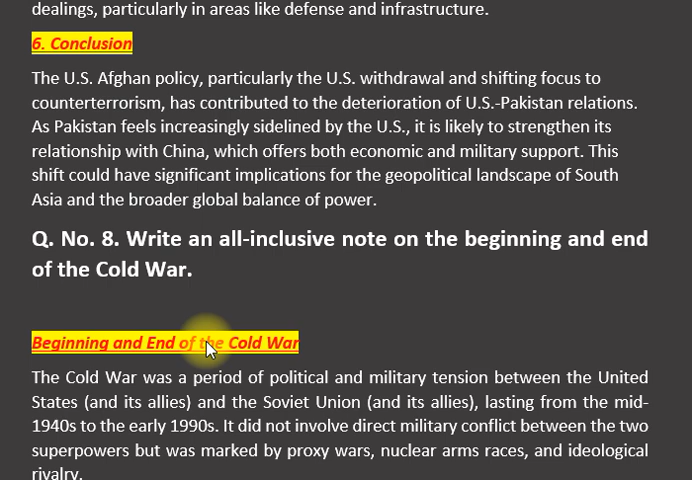 dealings, particularly in areas like defense and infrastructure.
6. Conclusion
The U.S. Afghan policy, particularly the U.S. withdrawal and shifting focus to
counterterrorism, has contributed to the deterioration of U.S.-Pakistan relations.
As Pakistan feels increasingly sidelined by the U.S., it is likely to strengthen its
relationship with China, which offers both economic and military support. This
shift could have significant implications for the geopolitical landscape of South
Asia and the broader global balance of power.
Q. No. 8. Write an all-inclusive note on the beginning and end
of the Cold War.
Beginning and End of the Cold War
The Cold War was a period of political and military tension between the United
States (and its allies) and the Soviet Union (and its allies), lasting from the mid-
1940s to the early 1990s. It did not involve direct military conflict between the two
superpowers but was marked by proxy wars, nuclear arms races, and ideological
rivalry.